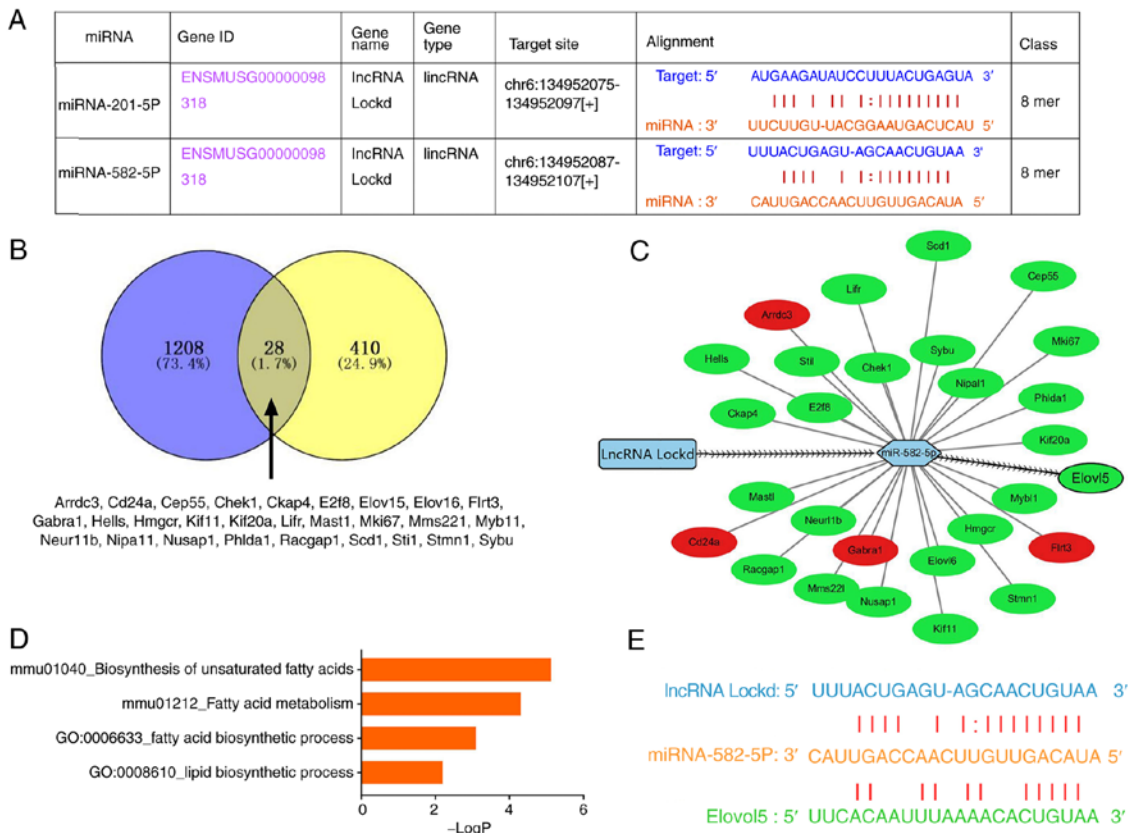 A
miRNA Gene ID Gene name Gene type Target site Alignment Class
miRNA-201-5P ENSMUSG00000098318 lncRNA Lockd lincRNA chr6:134952075-134952097[+] 8 mer
Target: 5′ AUGAAGAUAUCCUUUACUGAGUA 3′
miRNA : 3′ UUCUUGU-UACGGAAUGACUCAU 5′
miRNA-582-5P ENSMUSG00000098318 lncRNA Lockd lincRNA chr6:134952087-134952107[+] 8 mer
Target: 5′ UUUACUGAGU-AGCAACUGUAA 3′
miRNA : 3′ CAUUGACCAACUUGUUGACAUA 5′
B
1208 (73.4%)
28 (1.7%)
410 (24.9%)
Arrdc3, Cd24a, Cep55, Chek1, Ckap4, E2f8, Elov15, Elov16, Flrt3,
Gabra1, Hells, Hmgcr, Kif11, Kif20a, Lifr, Mast1, Mki67, Mms221, Myb11,
Neur11b, Nipa11, Nusap1, Phlda1, Racgap1, Scd1, Sti1, Stmn1, Sybu
C
Scd1
Cep55
Lifr
Arrdc3
Mki67
Sybu
Stil
Chek1
Hells
Nipal1
Phlda1
E2f8
Ckap4
Kif20a
LncRNA Lockd
miR-582-5p
Elovl5
Mastl
Mybl1
Neurl1b
Hmgcr
Cd24a
Gabra1
Flrt3
Elovl6
Racgap1
Mms22l
Nusap1
Stmn1
Kif11
D
mmu01040_Biosynthesis of unsaturated fatty acids
mmu01212_Fatty acid metabolism
GO:0006633_fatty acid biosynthetic process
GO:0008610_lipid biosynthetic process
0 2 4 6
–LogP
E
lncRNA Lockd: 5′ UUUACUGAGU-AGCAACUGUAA 3′
miRNA-582-5P: 3′ CAUUGACCAACUUGUUGACAUA 5′
Elovol5 : 5′ UUCACAAUUUAAAACACUGUAA 3′